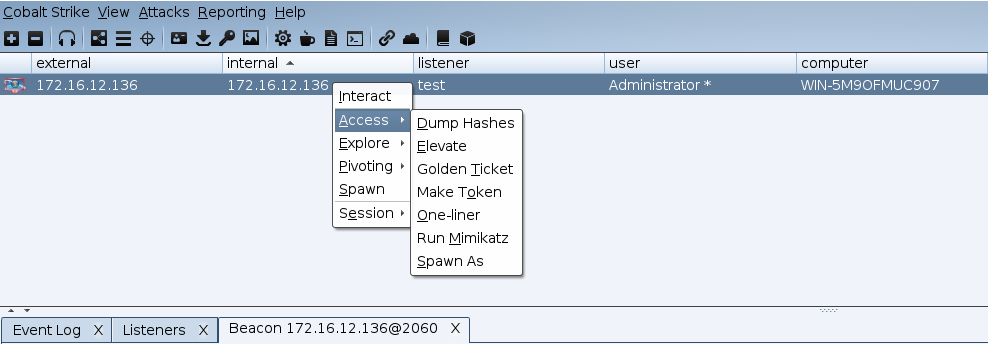 Cobalt Strike View Attacks Reporting Help
external internal listener user computer
172.16.12.136 172.16.12.136 test Administrator * WIN-5M9OFMUC907
Interact
Access
Explore
Pivoting
Spawn
Session
Dump Hashes
Elevate
Golden Ticket
Make Token
One-liner
Run Mimikatz
Spawn As
Event Log X Listeners X Beacon 172.16.12.136@2060 X